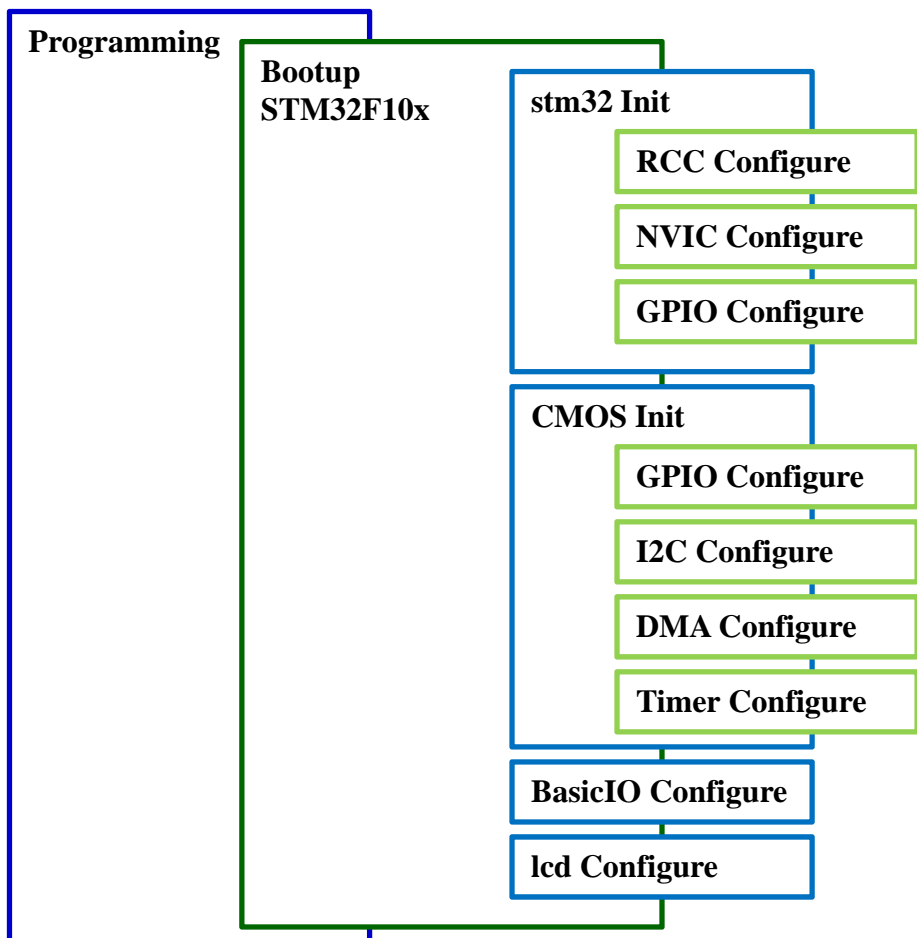 Programming
Bootup
STM32F10x
stm32 Init
RCC Configure
NVIC Configure
GPIO Configure
CMOS Init
GPIO Configure
I2C Configure
DMA Configure
Timer Configure
BasicIO Configure
lcd Configure